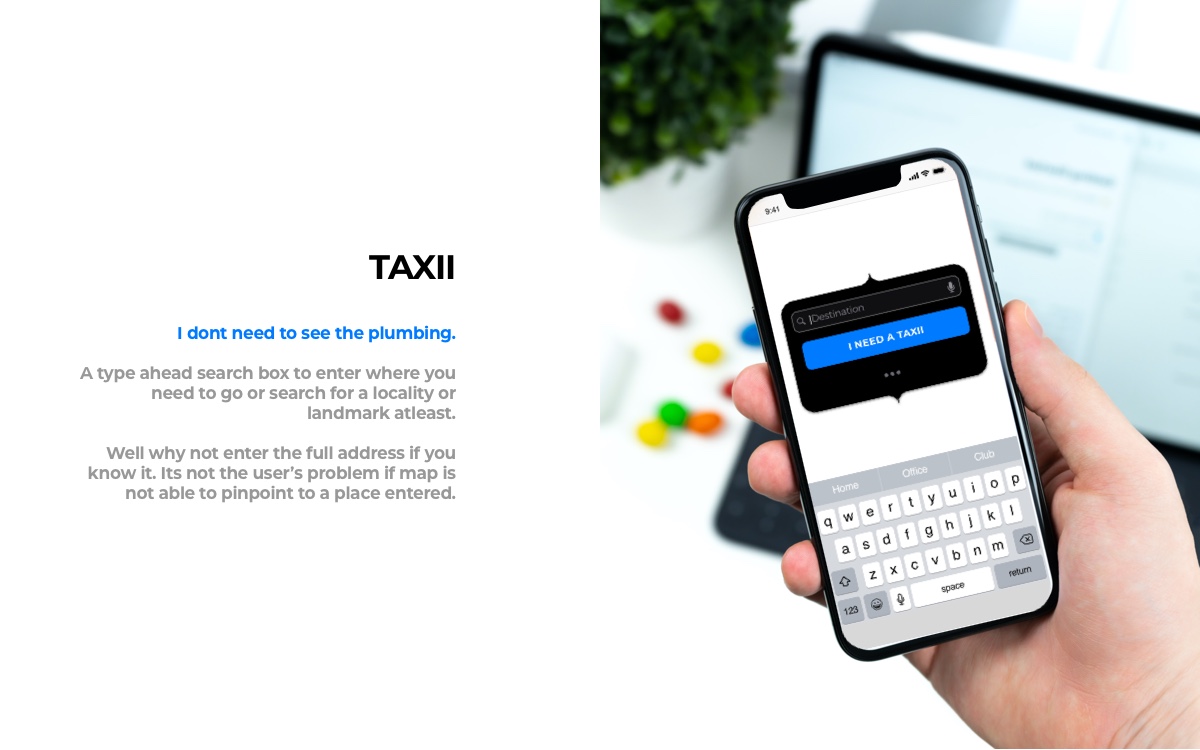 TAXII
I dont need to see the plumbing.
A type ahead search box to enter where you
need to go or search for a locality or
landmark atleast.
Well why not enter the full address if you
know it. Its not the user’s problem if map is
not able to pinpoint to a place entered.
9:41
Destination
I NEED A TAXII
Home Office Club
q w e r t y u i o p
a s d f g h j k l
z x c v b n m
123 space return